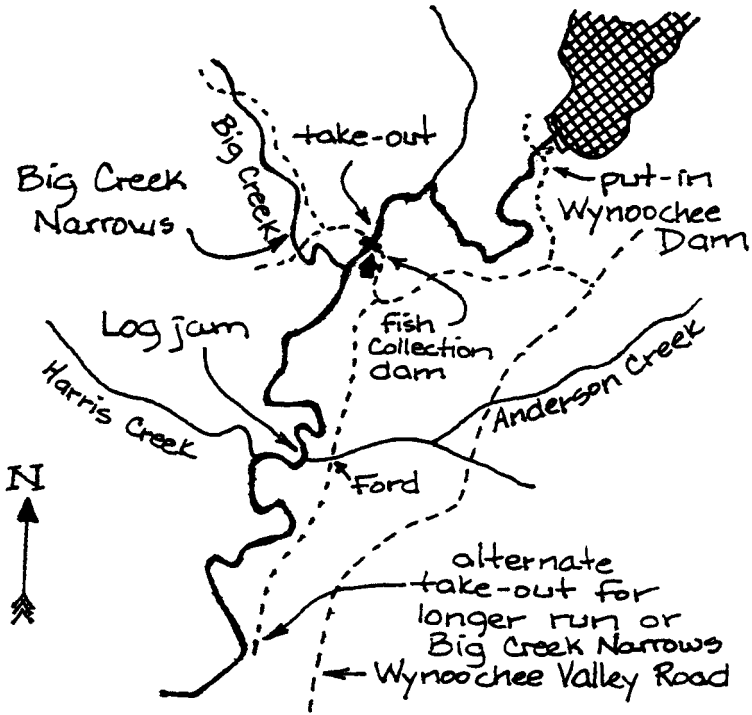 take-out
Big Creek
Big Creek
Narrows
put-in
Wynoochee
Dam
Log jam
fish
collection
dam
Harris Creek
Anderson Creek
N
Ford
alternate
take-out for
longer run or
Big Creek Narrows
Wynoochee Valley Road